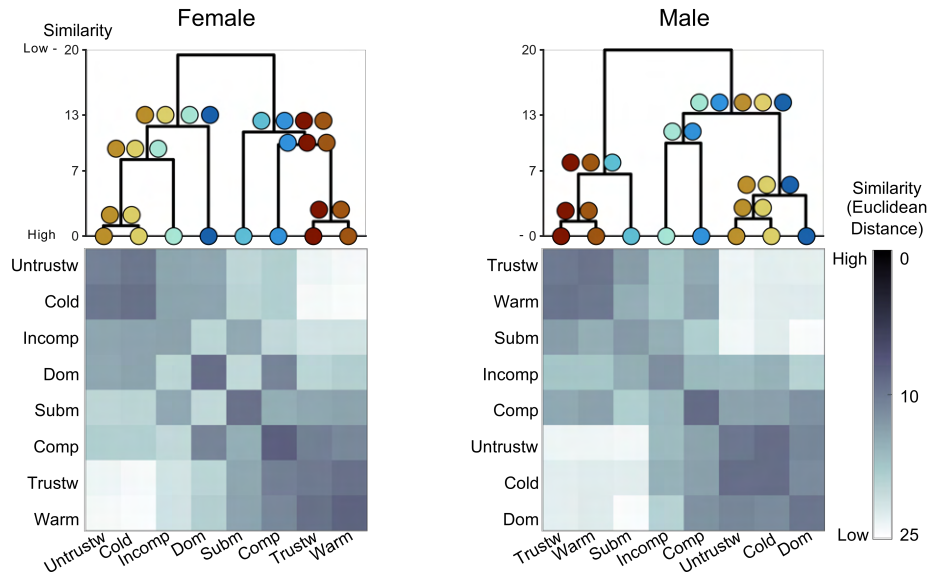 Female
Male
Similarity
Low - 20
13
7
High 0
20
13
7
- 0
Untrustw
Cold
Incomp
Dom
Subm
Comp
Trustw
Warm
Untrustw Cold Incomp Dom Subm Comp Trustw Warm
Trustw
Warm
Subm
Incomp
Comp
Untrustw
Cold
Dom
Trustw Warm Subm Incomp Comp Untrustw Cold Dom
Similarity
(Euclidean
Distance)
High 0
10
Low 25